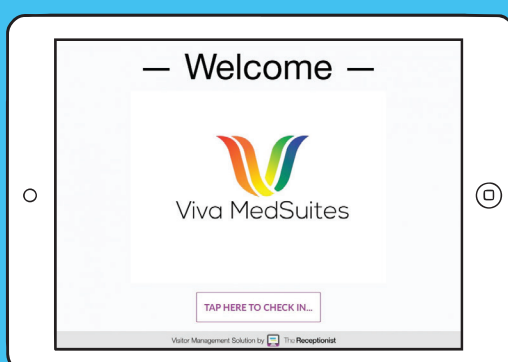 — Welcome —
Viva MedSuites
TAP HERE TO CHECK IN...
Visitor Management Solution by The Receptionist